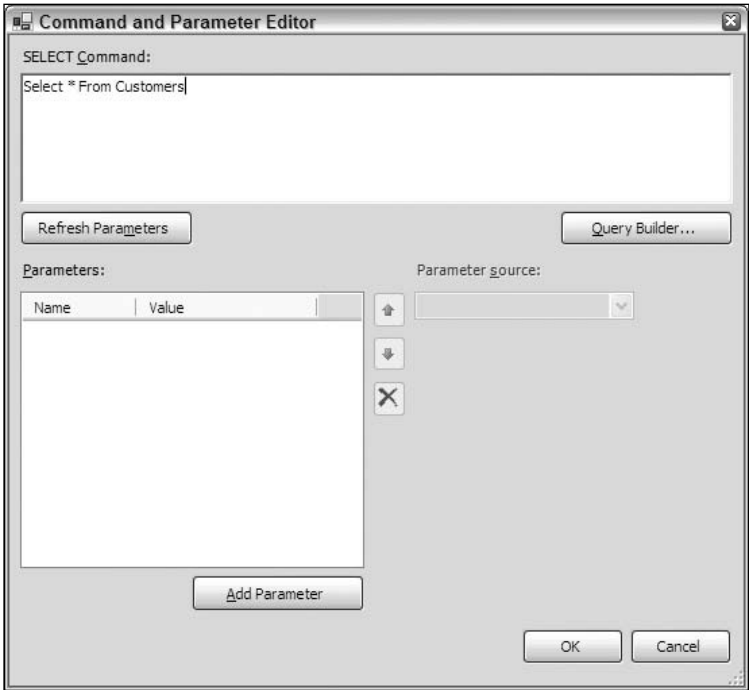 Command and Parameter Editor
SELECT Command:
Select * From Customers
Refresh Parameters
Query Builder...
Parameters:
Parameter source:
Name Value
Add Parameter
OK
Cancel